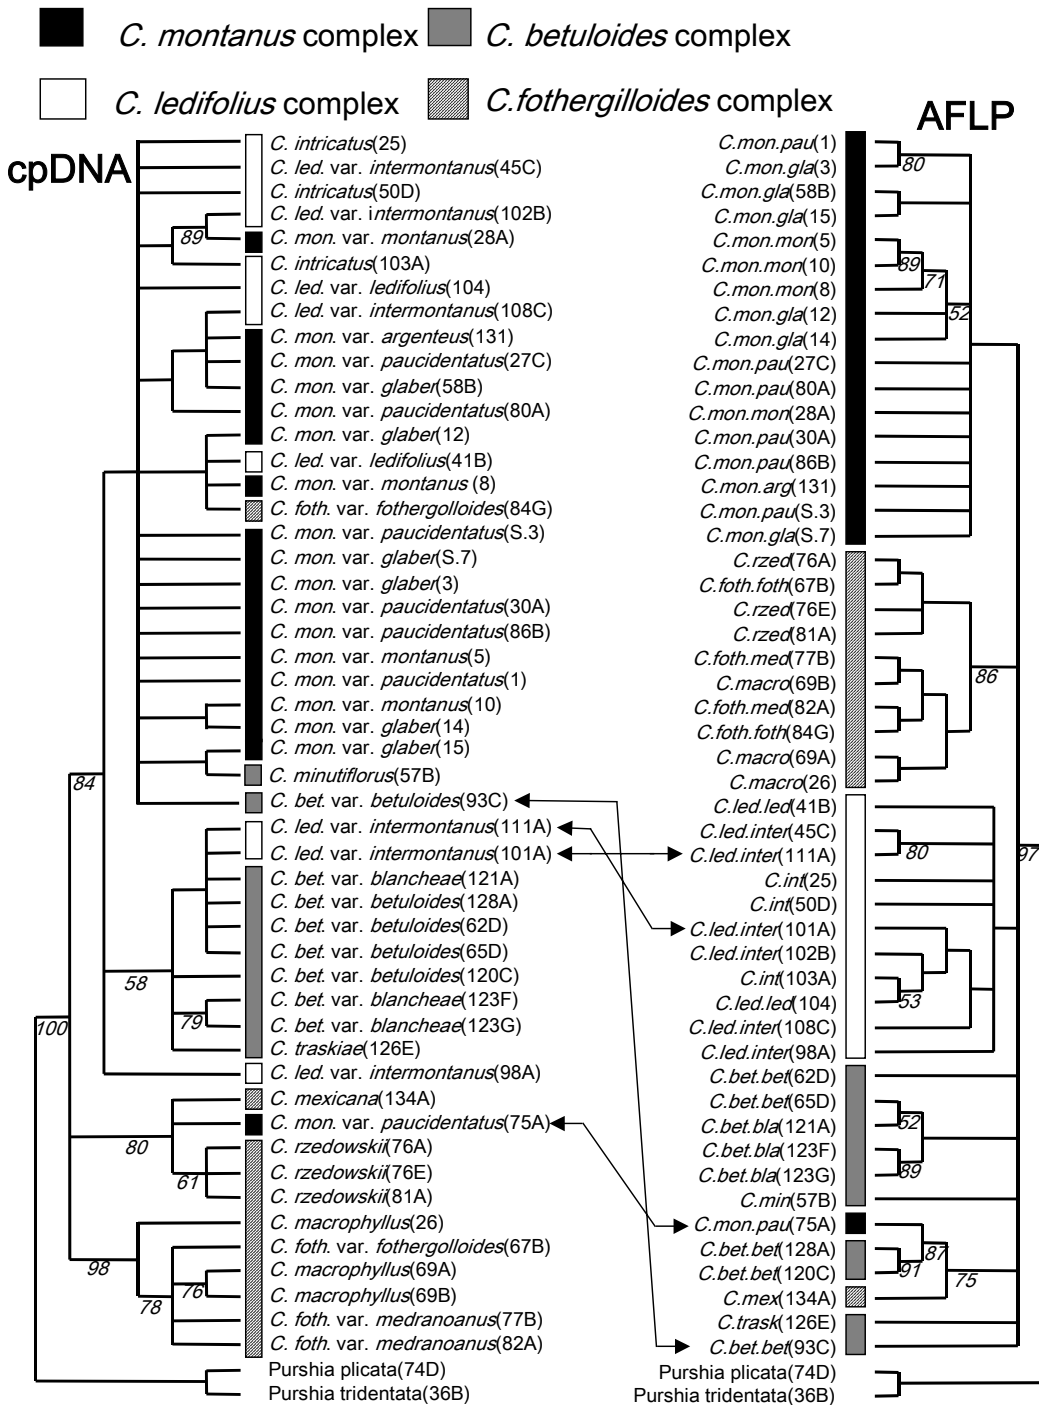 C. montanus complex
C. betuloides complex
C. ledifolius complex
C.fothergilloides complex
cpDNA
C. intricatus(25)
C. led. var. intermontanus(45C)
C. intricatus(50D)
C. led. var. intermontanus(102B)
89
C. mon. var. montanus(28A)
C. intricatus(103A)
C. led. var. ledifolius(104)
C. led. var. intermontanus(108C)
C. mon. var. argenteus(131)
C. mon. var. paucidentatus(27C)
C. mon. var. glaber(58B)
C. mon. var. paucidentatus(80A)
C. mon. var. glaber(12)
C. led. var. ledifolius(41B)
C. mon. var. montanus (8)
C. foth. var. fothergolloides(84G)
C. mon. var. paucidentatus(S.3)
C. mon. var. glaber(S.7)
C. mon. var. glaber(3)
C. mon. var. paucidentatus(30A)
C. mon. var. paucidentatus(86B)
C. mon. var. montanus(5)
C. mon. var. paucidentatus(1)
C. mon. var. montanus(10)
C. mon. var. glaber(14)
C. mon. var. glaber(15)
C. minutiflorus(57B)
84
C. bet. var. betuloides(93C)
C. led. var. intermontanus(111A)
C. led. var. intermontanus(101A)
C. bet. var. blancheae(121A)
C. bet. var. betuloides(128A)
C. bet. var. betuloides(62D)
C. bet. var. betuloides(65D)
C. bet. var. betuloides(120C)
58
C. bet. var. blancheae(123F)
79
C. bet. var. blancheae(123G)
100
C. traskiae(126E)
C. led. var. intermontanus(98A)
C. mexicana(134A)
C. mon. var. paucidentatus(75A)
80
C. rzedowskii(76A)
C. rzedowskii(76E)
61
C. rzedowskii(81A)
C. macrophyllus(26)
C. foth. var. fothergolloides(67B)
98
C. macrophyllus(69A)
76
C. macrophyllus(69B)
78
C. foth. var. medranoanus(77B)
C. foth. var. medranoanus(82A)
Purshia plicata(74D)
Purshia tridentata(36B)
AFLP
C.mon.pau(1)
80
C.mon.gla(3)
C.mon.gla(58B)
C.mon.gla(15)
C.mon.mon(5)
89
C.mon.mon(10)
71
C.mon.mon(8)
52
C.mon.gla(12)
C.mon.gla(14)
C.mon.pau(27C)
C.mon.pau(80A)
C.mon.mon(28A)
C.mon.pau(30A)
C.mon.pau(86B)
C.mon.arg(131)
C.mon.pau(S.3)
C.mon.gla(S.7)
C.rzed(76A)
C.foth.foth(67B)
C.rzed(76E)
C.rzed(81A)
C.foth.med(77B)
86
C.macro(69B)
C.foth.med(82A)
C.foth.foth(84G)
C.macro(69A)
C.macro(26)
C.led.led(41B)
C.led.inter(45C)
80
97
C.led.inter(111A)
C.int(25)
C.int(50D)
C.led.inter(101A)
C.led.inter(102B)
C.int(103A)
53
C.led.led(104)
C.led.inter(108C)
C.led.inter(98A)
C.bet.bet(62D)
C.bet.bet(65D)
52
C.bet.bla(121A)
C.bet.bla(123F)
89
C.bet.bla(123G)
C.min(57B)
C.mon.pau(75A)
87
C.bet.bet(128A)
91
75
C.bet.bet(120C)
C.mex(134A)
C.trask(126E)
C.bet.bet(93C)
Purshia plicata(74D)
Purshia tridentata(36B)